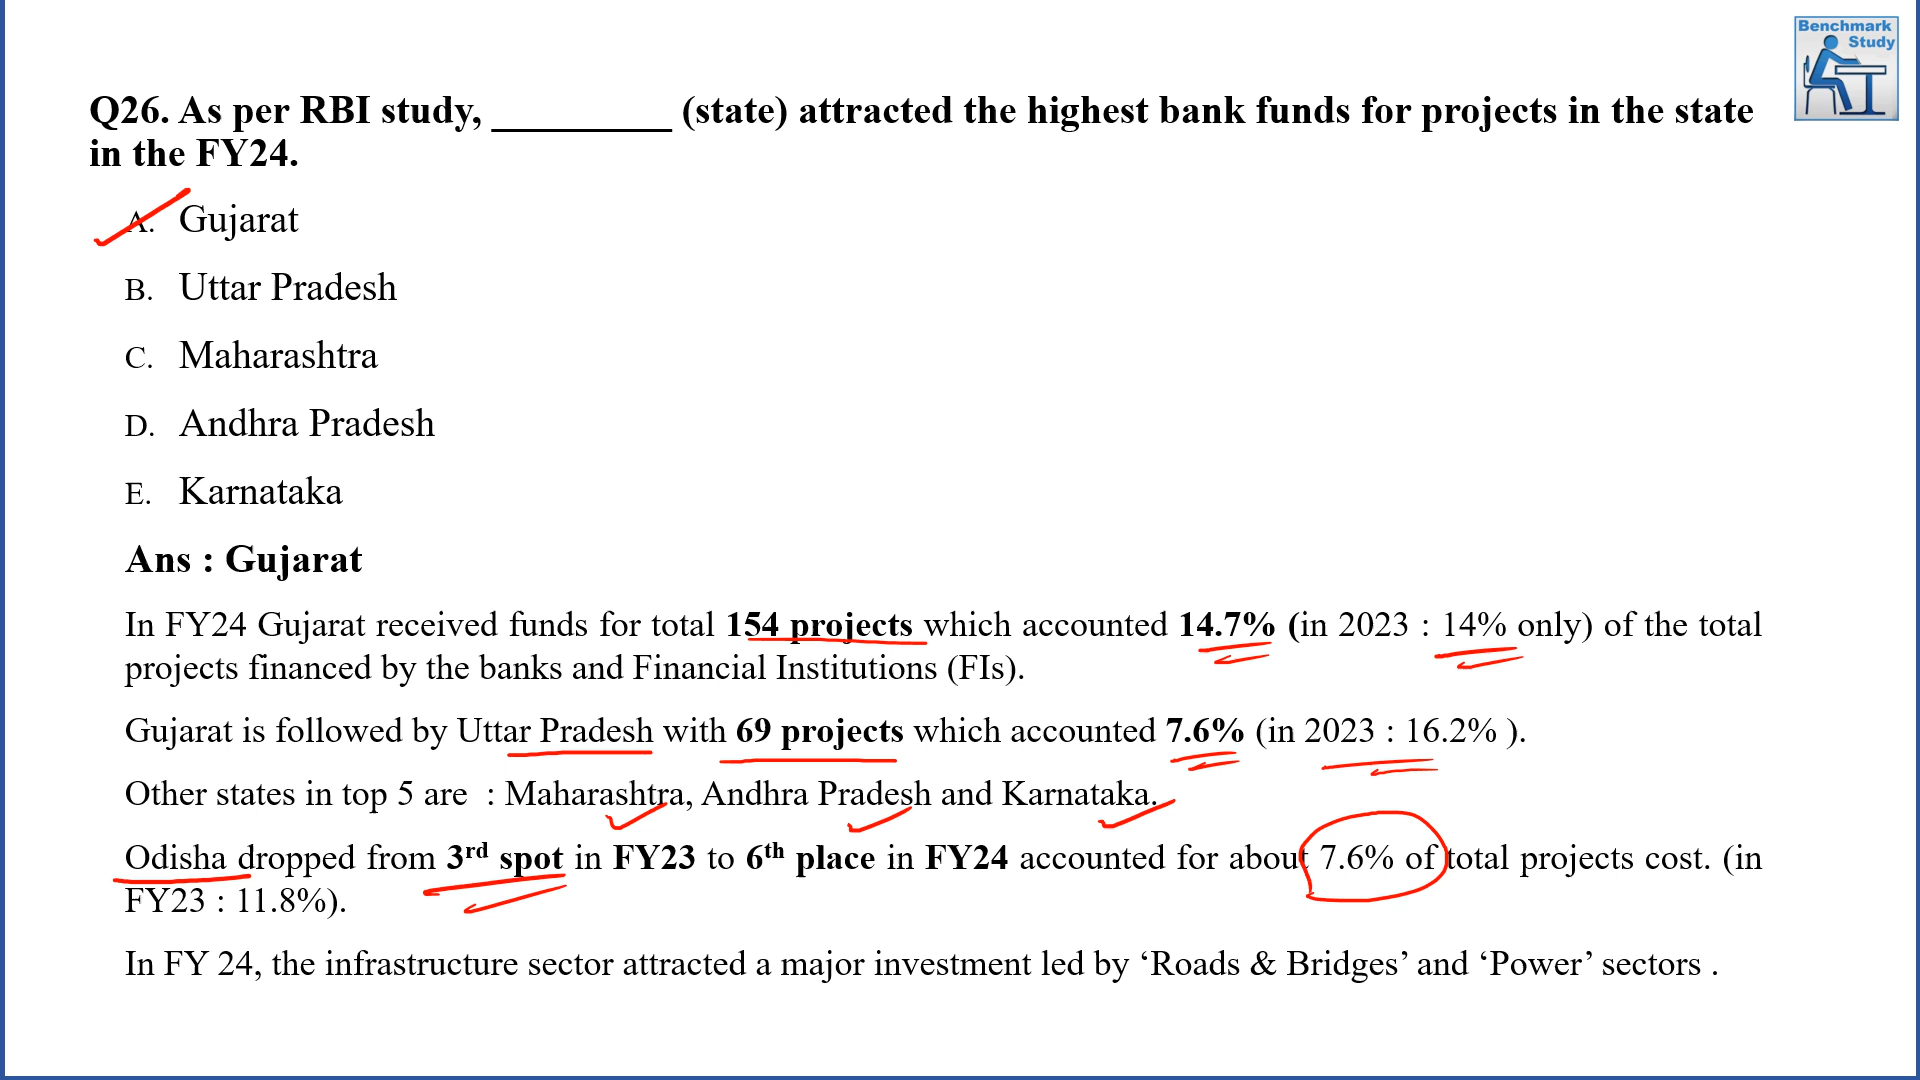 Benchmark
Study
Q26. As per RBI study, _________ (state) attracted the highest bank funds for projects in the state
in the FY24.
A. Gujarat
B. Uttar Pradesh
C. Maharashtra
D. Andhra Pradesh
E. Karnataka
Ans : Gujarat
In FY24 Gujarat received funds for total 154 projects which accounted 14.7% (in 2023 : 14% only) of the total
projects financed by the banks and Financial Institutions (FIs).
Gujarat is followed by Uttar Pradesh with 69 projects which accounted 7.6% (in 2023 : 16.2% ).
Other states in top 5 are : Maharashtra, Andhra Pradesh and Karnataka.
Odisha dropped from 3rd spot in FY23 to 6th place in FY24 accounted for about 7.6% of total projects cost. (in
FY23 : 11.8%).
In FY 24, the infrastructure sector attracted a major investment led by ‘Roads & Bridges’ and ‘Power’ sectors .